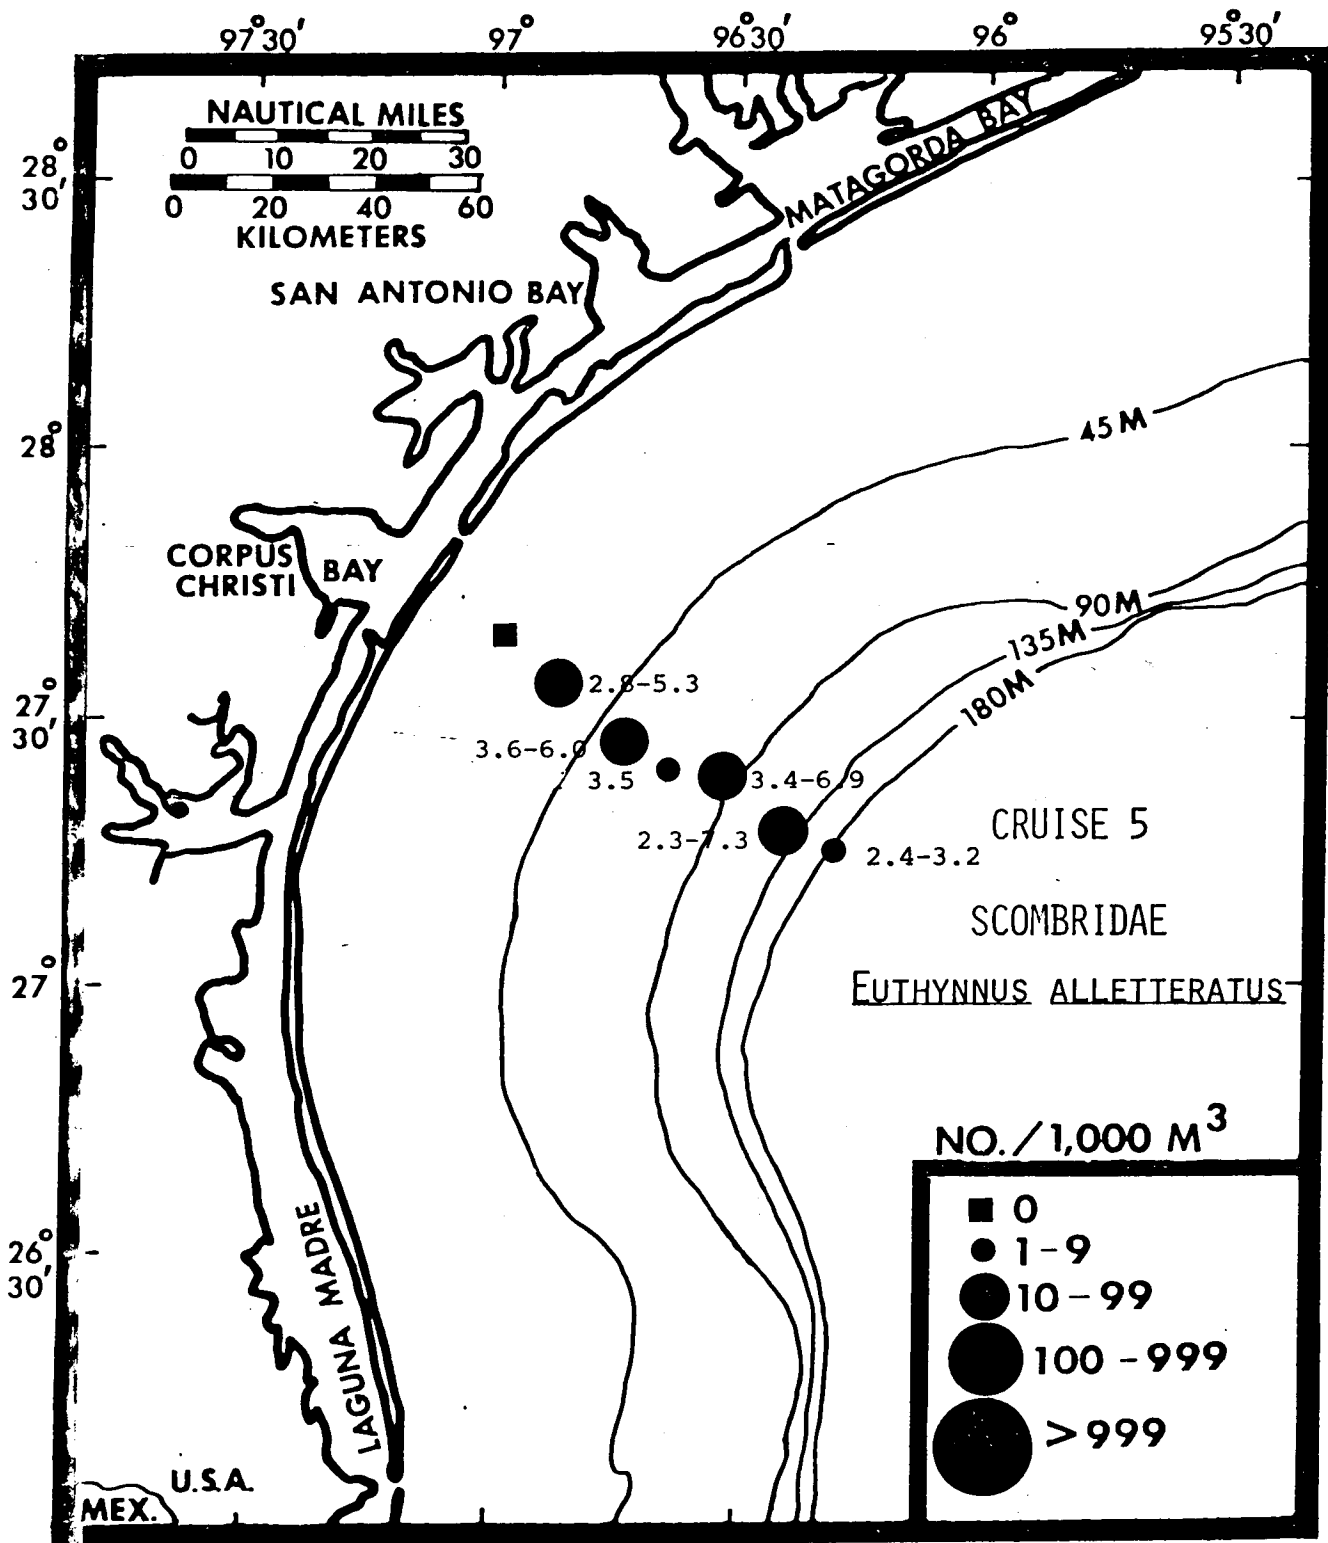 97°30'
97°
96°30'
96°
95°30'
NAUTICAL MILES
0 10 20 30
0 20 40 60
KILOMETERS
28°
30'
MATAGORDA BAY
SAN ANTONIO BAY
28°
45M
CORPUS
CHRISTI
BAY
90M
135M
180M
27°
30'
2.8-5.3
3.6-6.0
3.5
3.4-6.9
2.3-7.3
2.4-3.2
CRUISE 5
SCOMBRIDAE
27°
EUTHYNNUS ALLETTERATUS
NO./1,000 M³
0
1-9
10-99
100-999
>999
26°
30'
LAGUNA MADRE
U.S.A.
MEX.